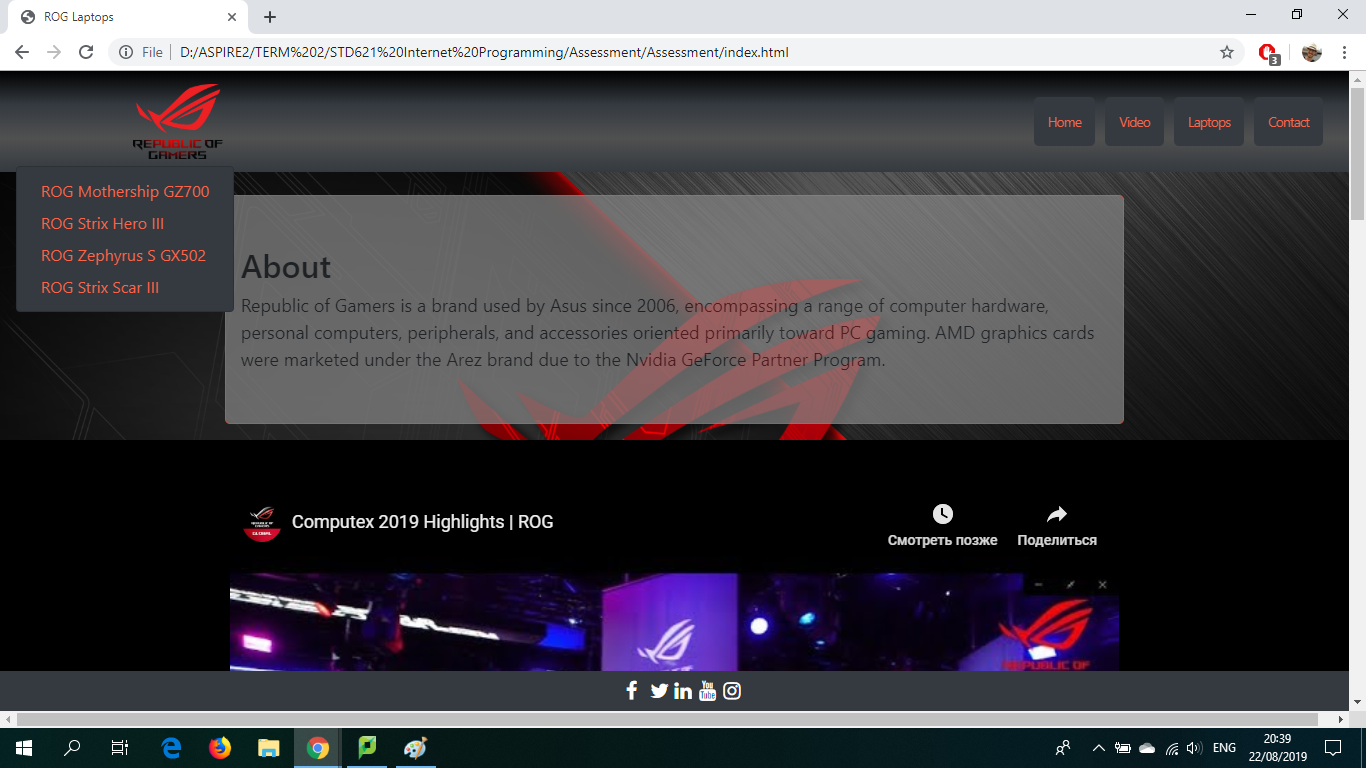 ROG Laptops
File
D:/ASPIRE2/TERM%202/STD621%20Internet%20Programming/Assessment/Assessment/index.html
3
REPUBLIC OF
GAMERS
Home
Video
Laptops
Contact
ROG Mothership GZ700
ROG Strix Hero III
ROG Zephyrus S GX502
ROG Strix Scar III
About
Republic of Gamers is a brand used by Asus since 2006, encompassing a range of computer hardware,
personal computers, peripherals, and accessories oriented primarily toward PC gaming. AMD graphics cards
were marketed under the Arez brand due to the Nvidia GeForce Partner Program.
Computex 2019 Highlights | ROG
Смотреть позже
Поделиться
REPUBLIC OF
You
Tube
ENG
20:39
22/08/2019